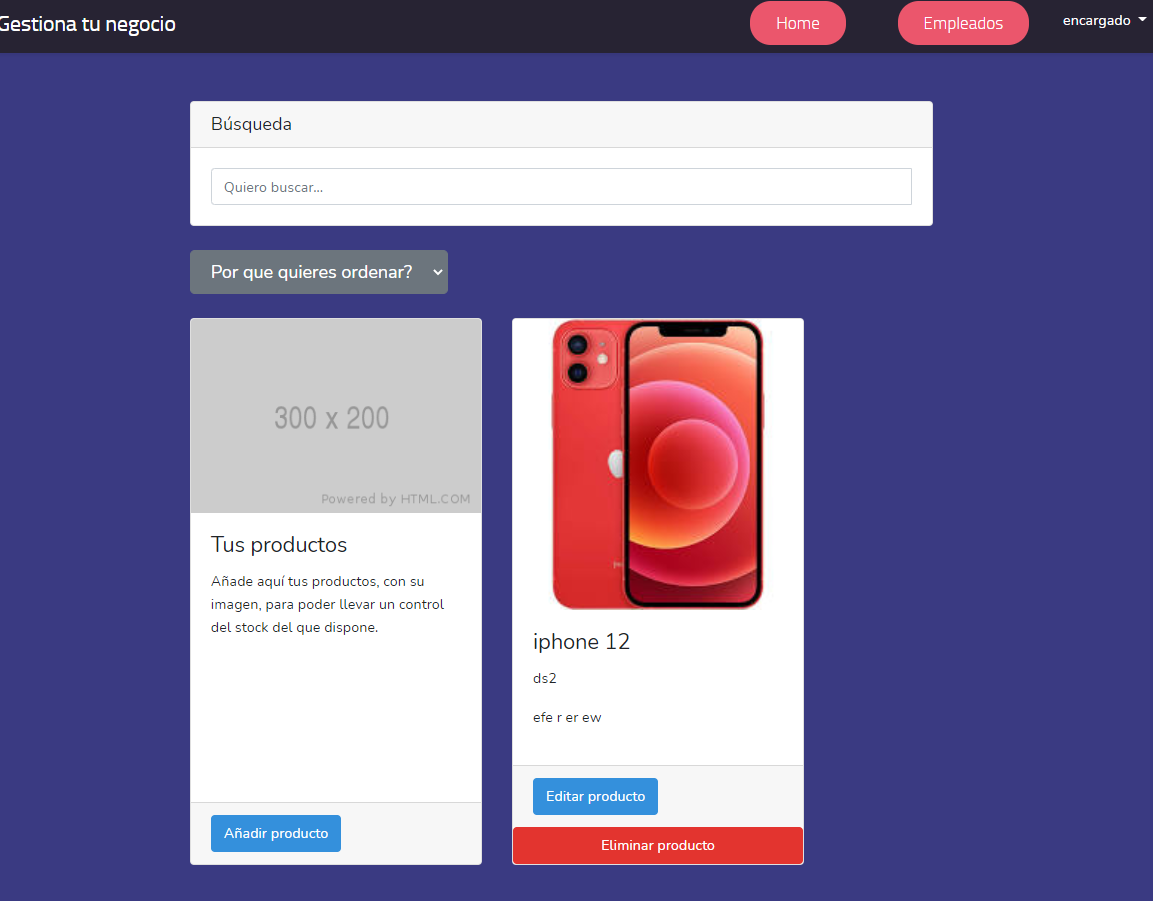 Gestiona tu negocio
Home
Empleados
encargado
Búsqueda
Quiero buscar...
Por que quieres ordenar?
300 x 200
Powered by HTML.COM
Tus productos
Añade aquí tus productos, con su
imagen, para poder llevar un control
del stock del que dispone.
Añadir producto
iphone 12
ds2
efe r er ew
Editar producto
Eliminar producto